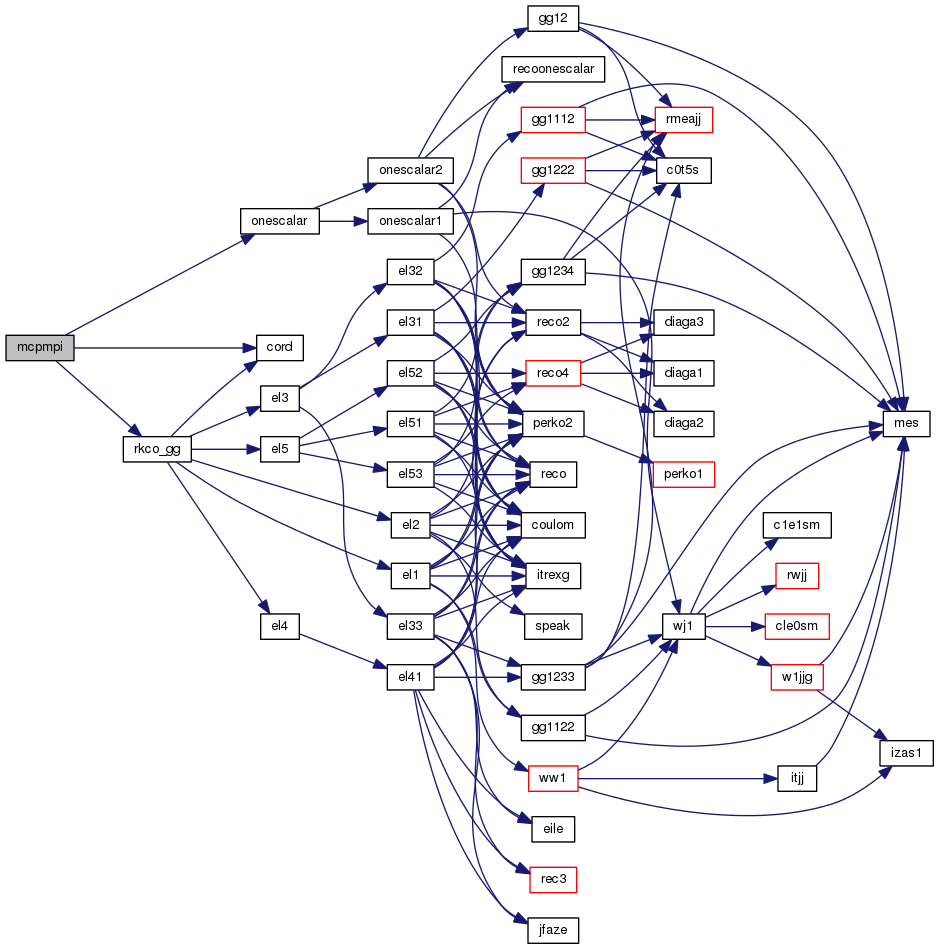 mcpmpi
onescalar
cord
rkco_gg
onescalar2
onescalar1
el3
el5
el4
el32
el31
el52
el51
el53
el2
el1
el33
el41
gg12
recoonescalar
gg1112
gg1222
gg1234
reco2
reco4
perko2
reco
coulom
itrexg
speak
gg1233
gg1122
ww1
eile
rec3
jfaze
rmeajj
c0t5s
diaga3
diaga1
diaga2
perko1
wj1
c1e1sm
rwjj
cle0sm
w1jjg
itjj
mes
izas1